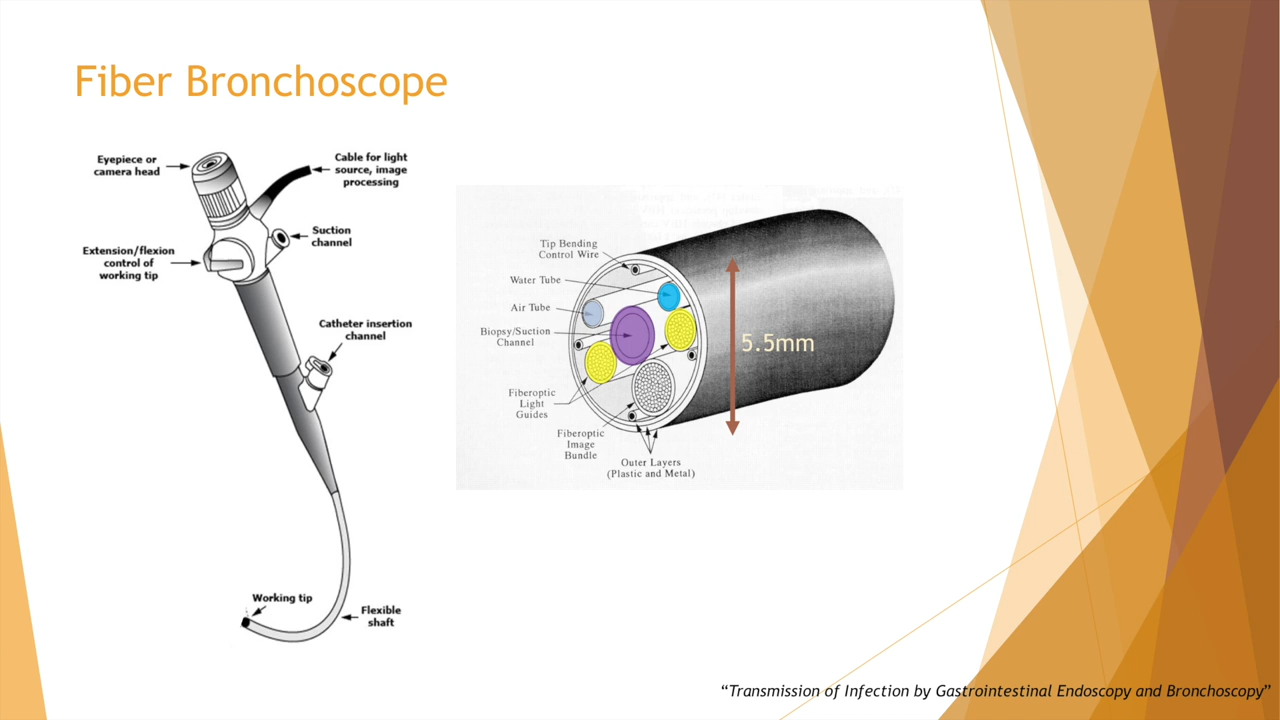 Fiber Bronchoscope
Eyepiece or
camera head
Cable for light
source, image
processing
Suction
channel
Extension/flexion
control of
working tip
Catheter insertion
channel
Working tip
Flexible
shaft
Tip Bending
Control Wire
Water Tube
Air Tube
Biopsy/Suction
Channel
Fiberoptic
Light
Guides
Fiberoptic
Image
Bundle
Outer Layers
(Plastic and Metal)
5.5mm
“Transmission of Infection by Gastrointestinal Endoscopy and Bronchoscopy”